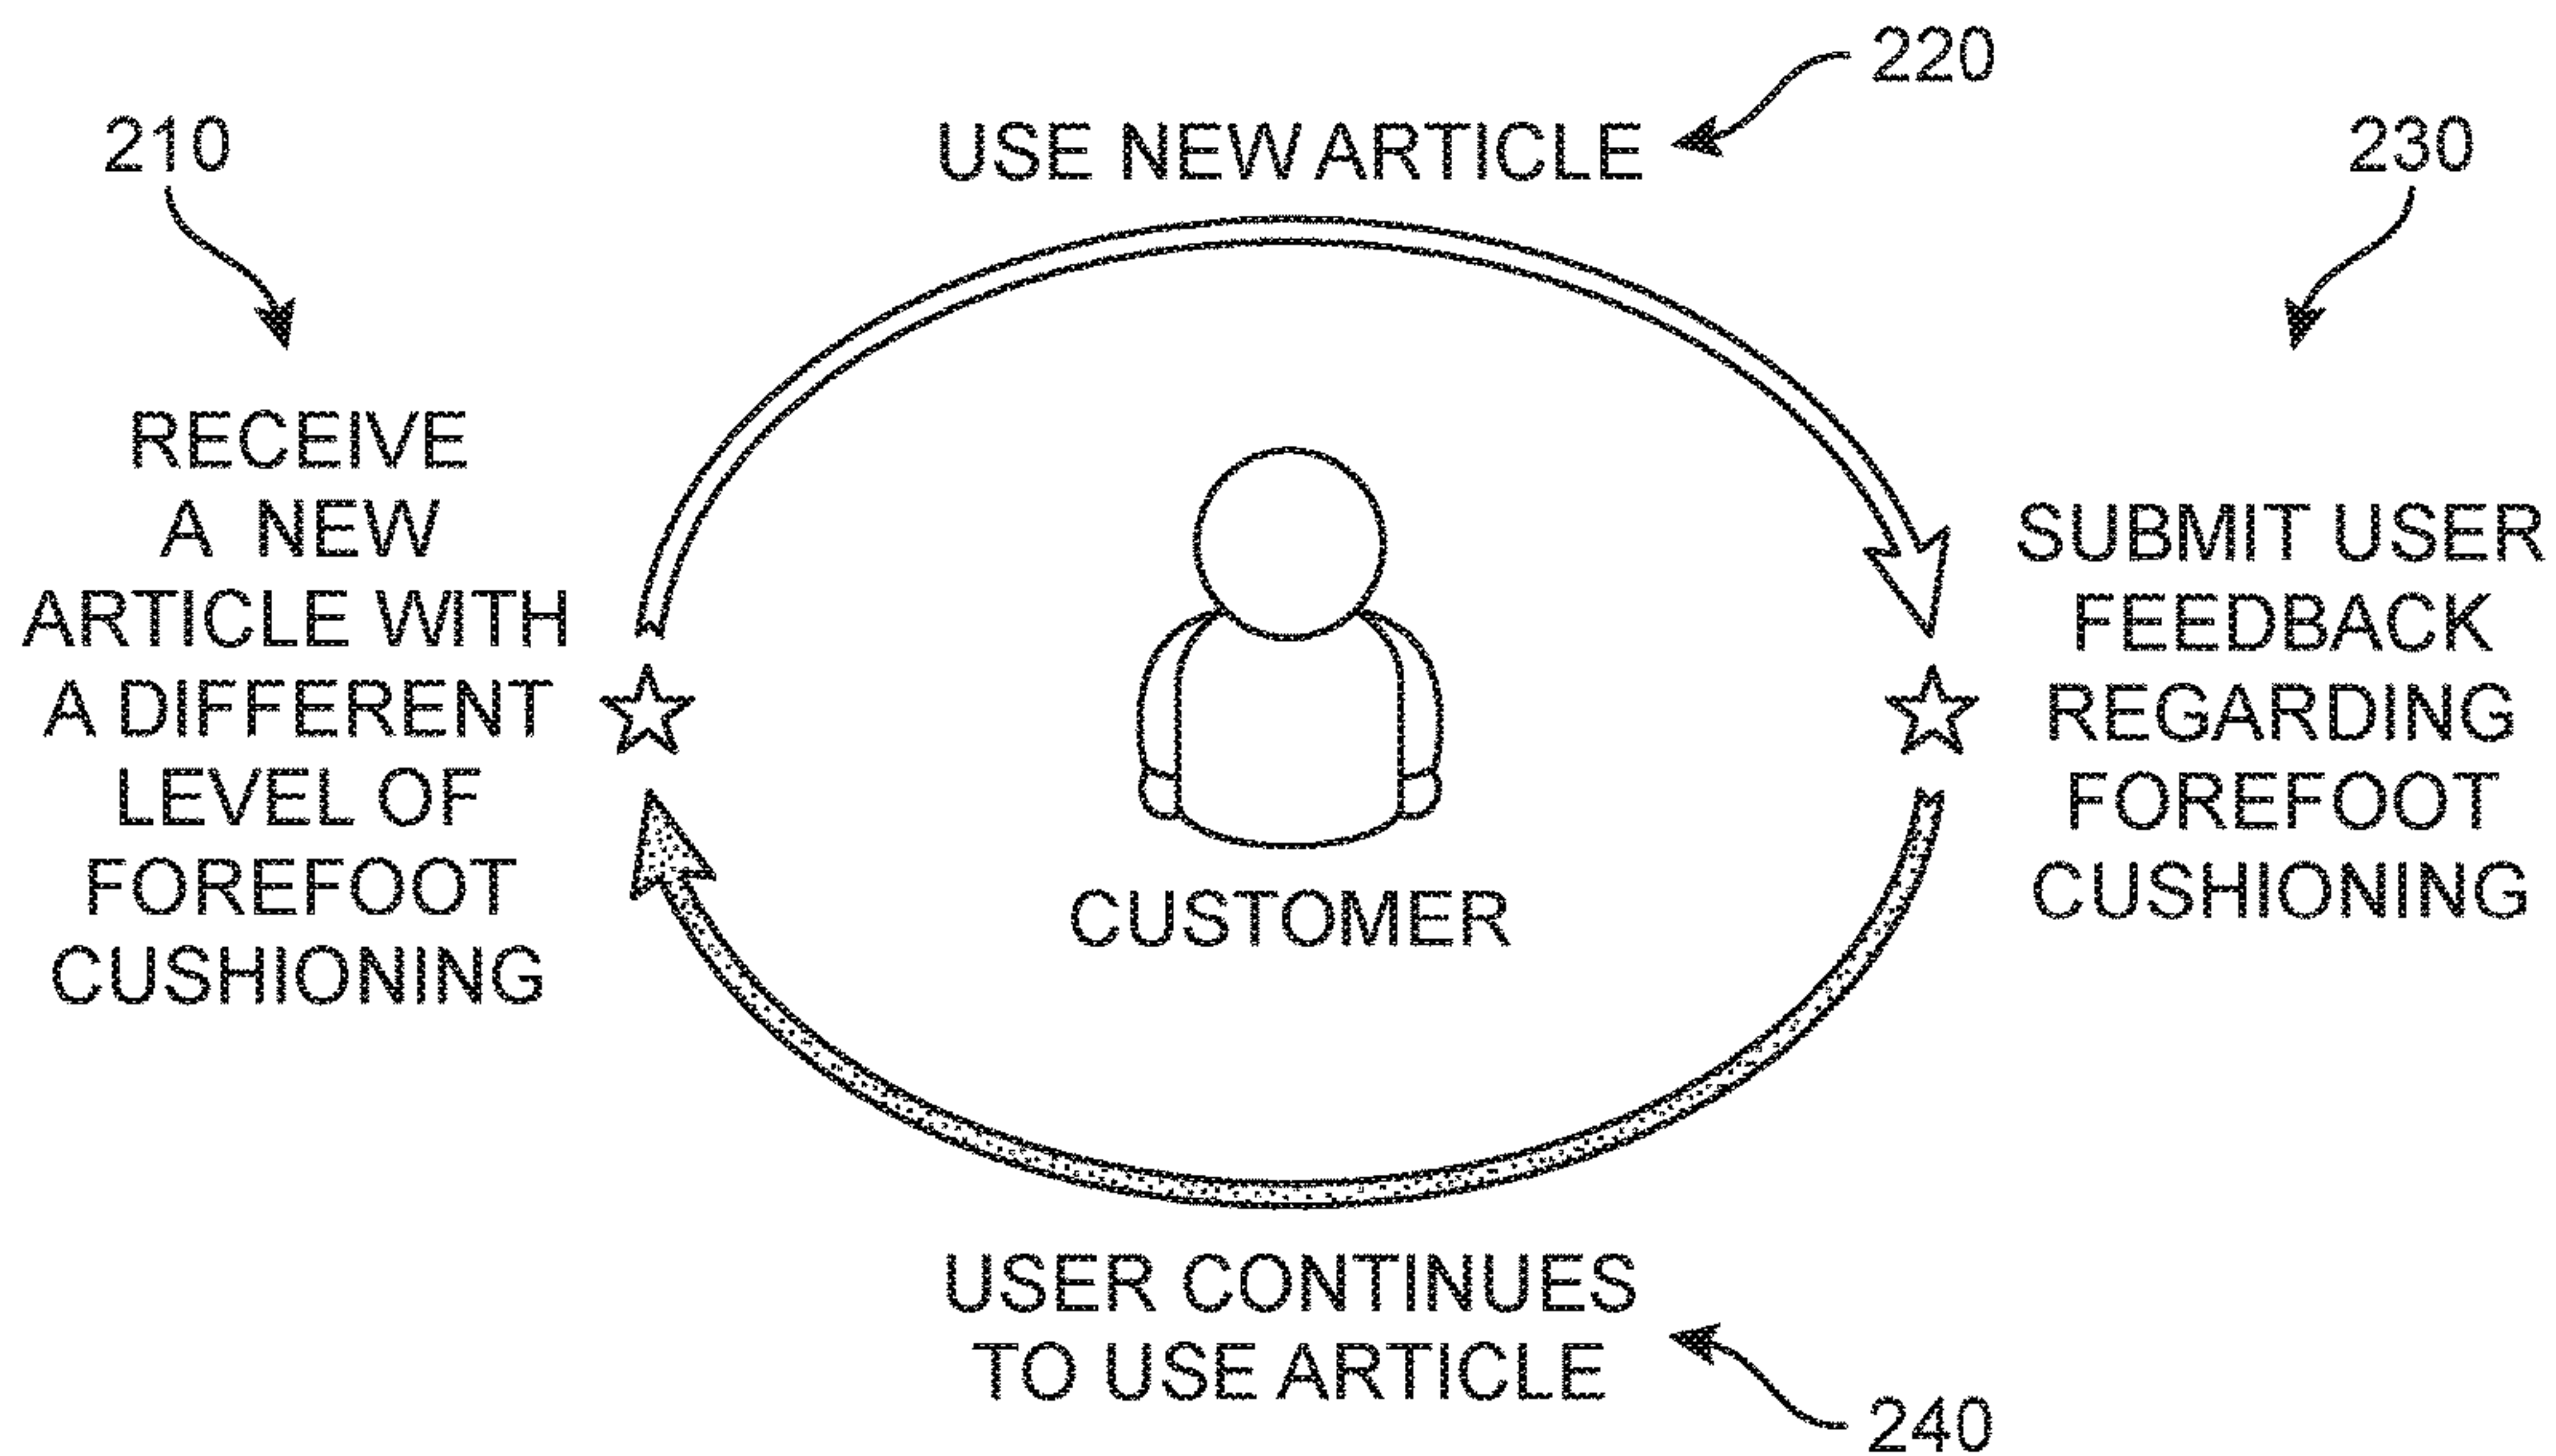 220
USE NEW ARTICLE
210
230
RECEIVE
A NEW
ARTICLE WITH
A DIFFERENT
LEVEL OF
FOREFOOT
CUSHIONING
SUBMIT USER
FEEDBACK
REGARDING
FOREFOOT
CUSHIONING
CUSTOMER
USER CONTINUES
TO USE ARTICLE
240